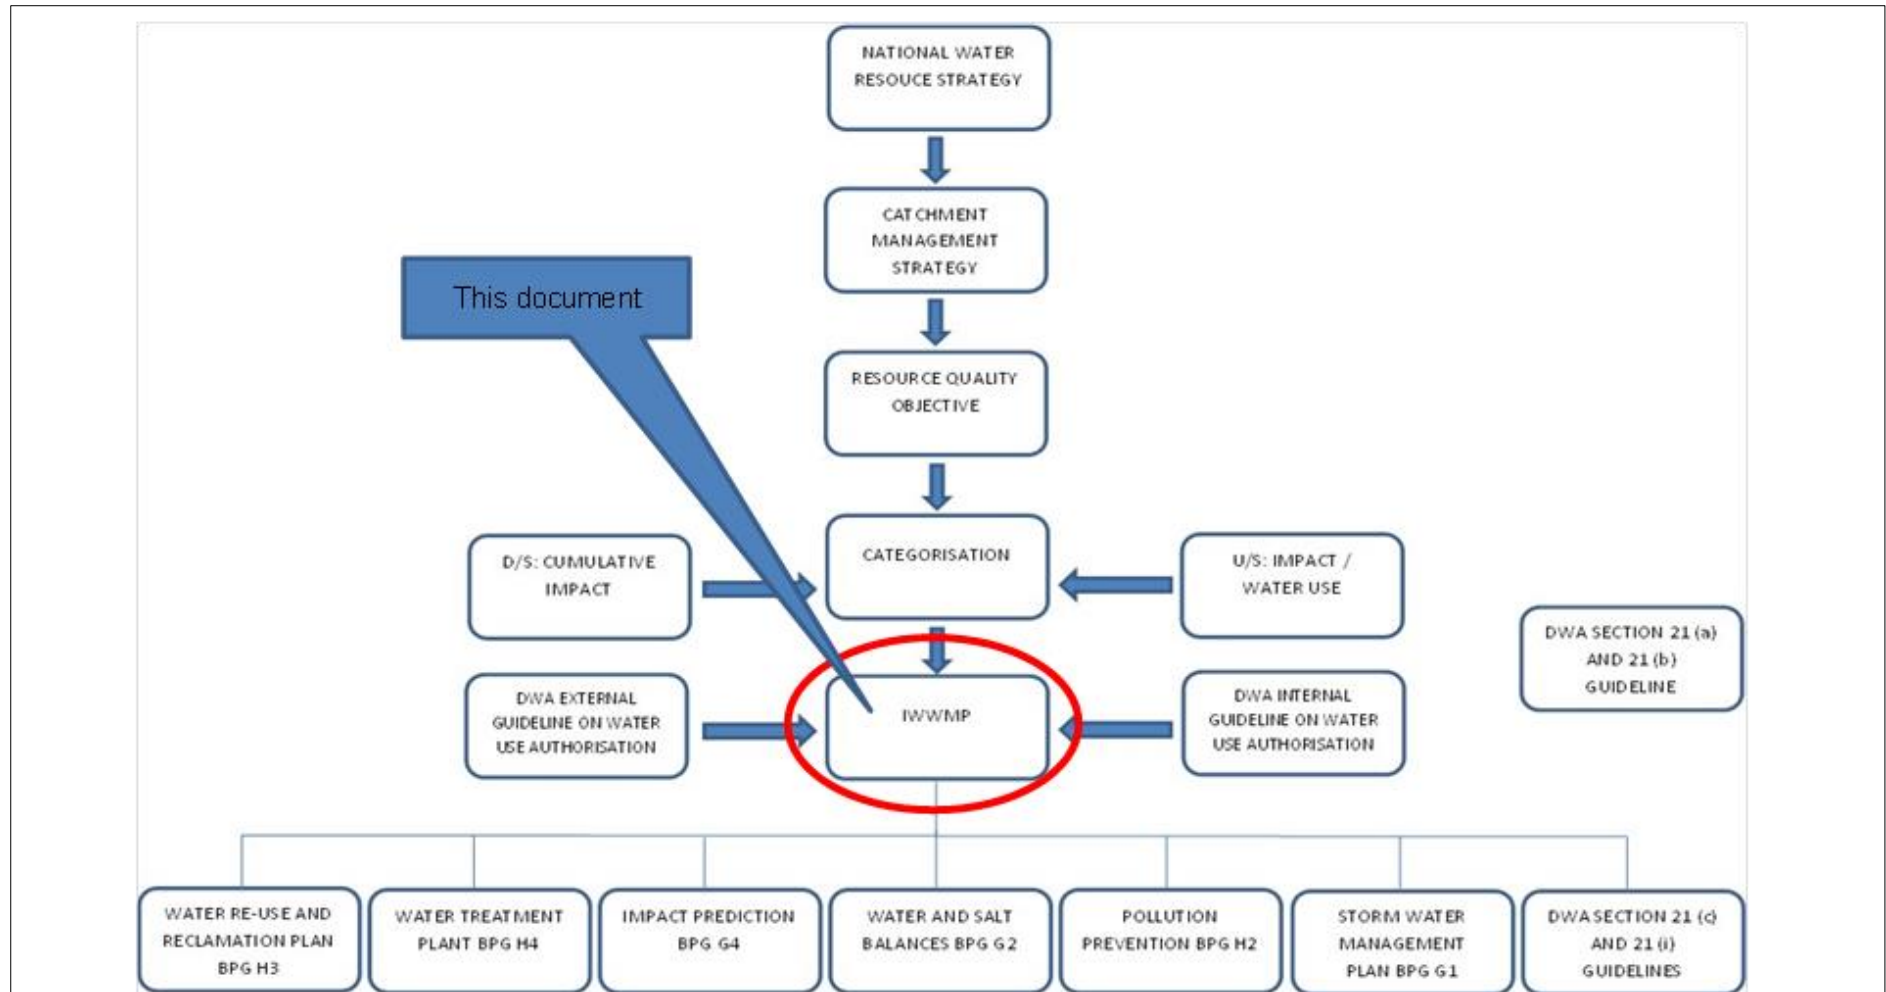 NATIONAL WATER
RESOUCE STRATEGY
CATCHMENT
MANAGEMENT
STRATEGY
This document
RESOURCE QUALITY
OBJECTIVE
D/S: CUMULATIVE
IMPACT
CATEGORISATION
U/S: IMPACT /
WATER USE
DWA SECTION 21 (a)
AND 21 (b)
GUIDELINE
DWA EXTERNAL
GUIDELINE ON WATER
USE AUTHORISATION
IWWMP
DWA INTERNAL
GUIDELINE ON WATER
USE AUTHORISATION
WATER RE-USE AND
RECLAMATION PLAN
BPG H3
WATER TREATMENT
PLANT BPG H4
IMPACT PREDICTION
BPG G4
WATER AND SALT
BALANCES BPG G2
POLLUTION
PREVENTION BPG H2
STORM WATER
MANAGEMENT
PLAN BPG G1
DWA SECTION 21 (c)
AND 21 (i)
GUIDELINES